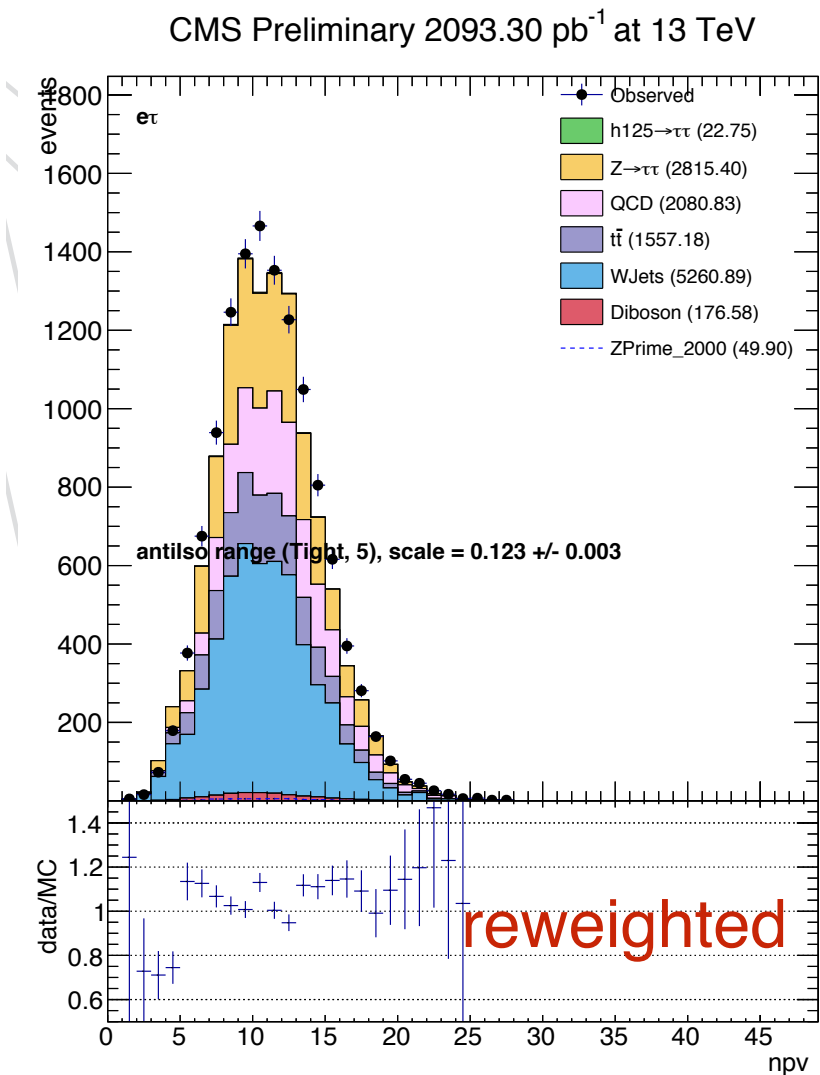 CMS Preliminary 2093.30 pb⁻¹ at 13 TeV
events
1800
1600
1400
1200
1000
800
600
400
200
eτ
Observed
h125→ττ (22.75)
Z→ττ (2815.40)
QCD (2080.83)
tt̄ (1557.18)
WJets (5260.89)
Diboson (176.58)
ZPrime_2000 (49.90)
antiIso range (Tight, 5), scale = 0.123 +/- 0.003
data/MC
1.4
1.2
1
0.8
0.6
reweighted
0 5 10 15 20 25 30 35 40 45
npv